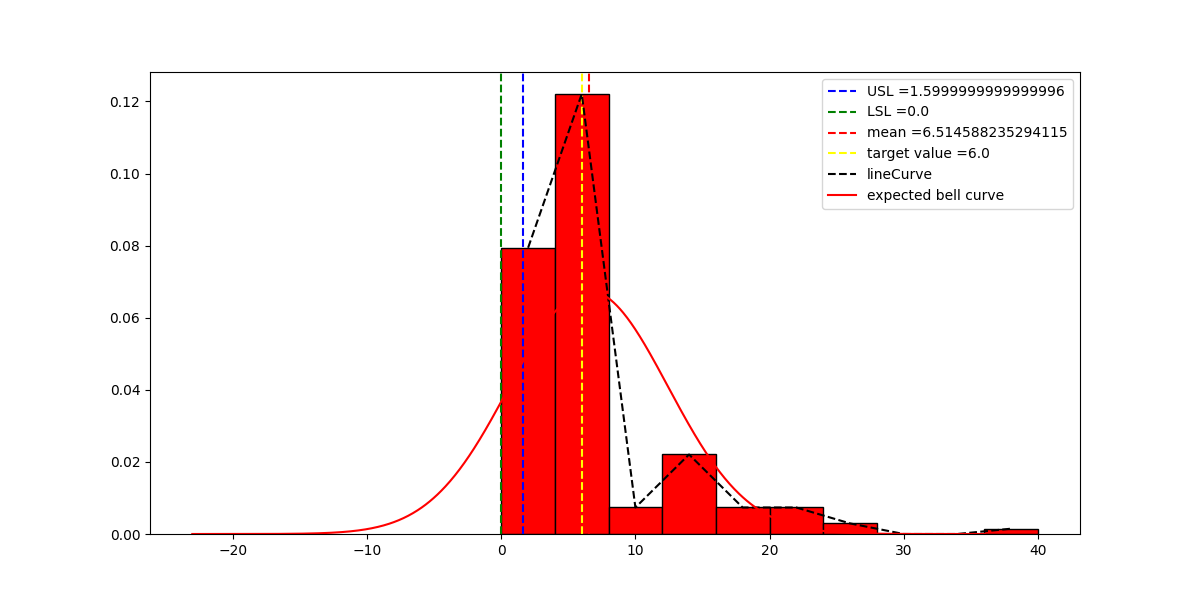 0.12
0.10
0.08
0.06
0.04
0.02
0.00
−20
−10
0
10
20
30
40
USL =1.5999999999999996
LSL =0.0
mean =6.514588235294115
target value =6.0
lineCurve
expected bell curve